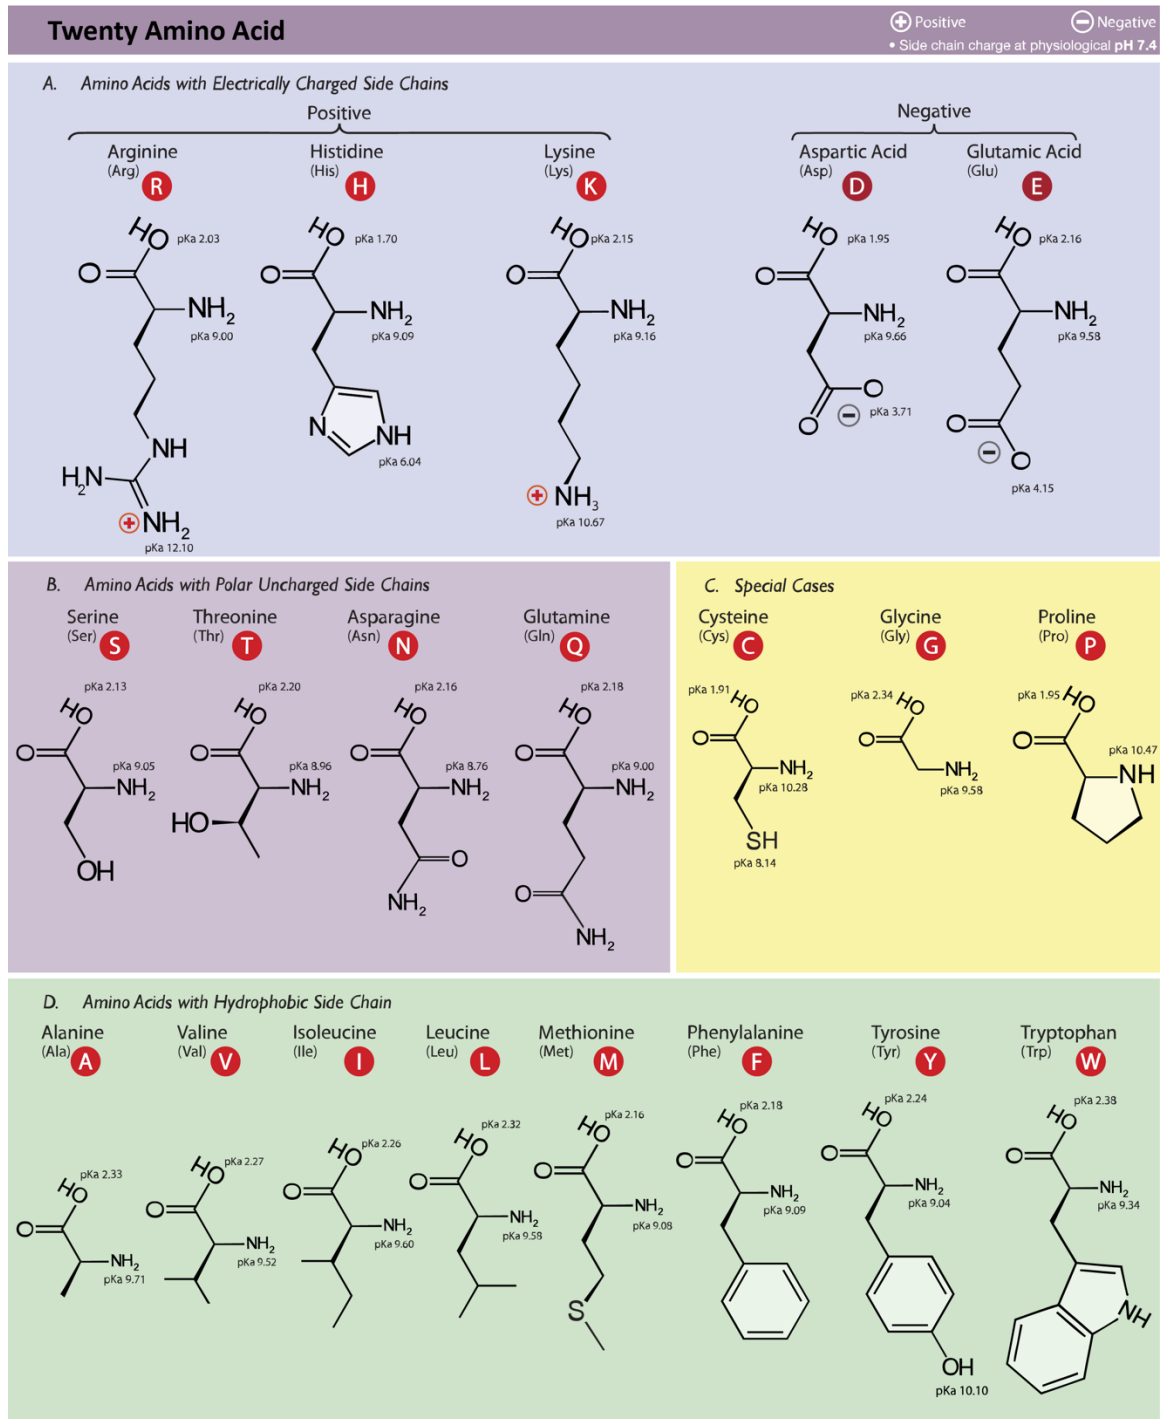 Twenty Amino Acid
+ Positive − Negative
• Side chain charge at physiological pH 7.4
A. Amino Acids with Electrically Charged Side Chains
Positive
Negative
Arginine
(Arg)
R
HO
pKa 2.03
O
NH2
pKa 9.00
NH
H2N
+ NH2
pKa 12.10
Histidine
(His)
H
HO
pKa 1.70
O
NH2
pKa 9.09
N
NH
pKa 6.04
Lysine
(Lys)
K
HO
pKa 2.15
O
NH2
pKa 9.16
+ NH3
pKa 10.67
Aspartic Acid
(Asp)
D
HO
pKa 1.95
O
NH2
pKa 9.66
O
−
pKa 3.71
O
Glutamic Acid
(Glu)
E
HO
pKa 2.16
O
NH2
pKa 9.58
O
−
O
pKa 4.15
B. Amino Acids with Polar Uncharged Side Chains
Serine
(Ser)
S
pKa 2.13
HO
O
pKa 9.05
NH2
OH
Threonine
(Thr)
T
pKa 2.20
HO
O
pKa 8.96
NH2
HO
Asparagine
(Asn)
N
pKa 2.16
HO
O
pKa 8.76
NH2
O
NH2
Glutamine
(Gln)
Q
pKa 2.18
HO
O
pKa 9.00
NH2
O
NH2
C. Special Cases
Cysteine
(Cys)
C
pKa 1.91
HO
O
NH2
pKa 10.28
SH
pKa 8.14
Glycine
(Gly)
G
pKa 2.34
HO
O
NH2
pKa 9.58
Proline
(Pro)
P
pKa 1.95
HO
O
pKa 10.47
NH
D. Amino Acids with Hydrophobic Side Chain
Alanine
(Ala)
A
pKa 2.33
HO
O
NH2
pKa 9.71
Valine
(Val)
V
pKa 2.27
HO
O
NH2
pKa 9.52
Isoleucine
(Ile)
I
pKa 2.26
HO
O
NH2
pKa 9.60
Leucine
(Leu)
L
pKa 2.32
HO
O
NH2
pKa 9.58
Methionine
(Met)
M
pKa 2.16
HO
O
NH2
pKa 9.08
S
Phenylalanine
(Phe)
F
pKa 2.18
HO
O
NH2
pKa 9.09
Tyrosine
(Tyr)
Y
pKa 2.24
HO
O
NH2
pKa 9.04
OH
pKa 10.10
Tryptophan
(Trp)
W
pKa 2.38
HO
O
NH2
pKa 9.34
NH